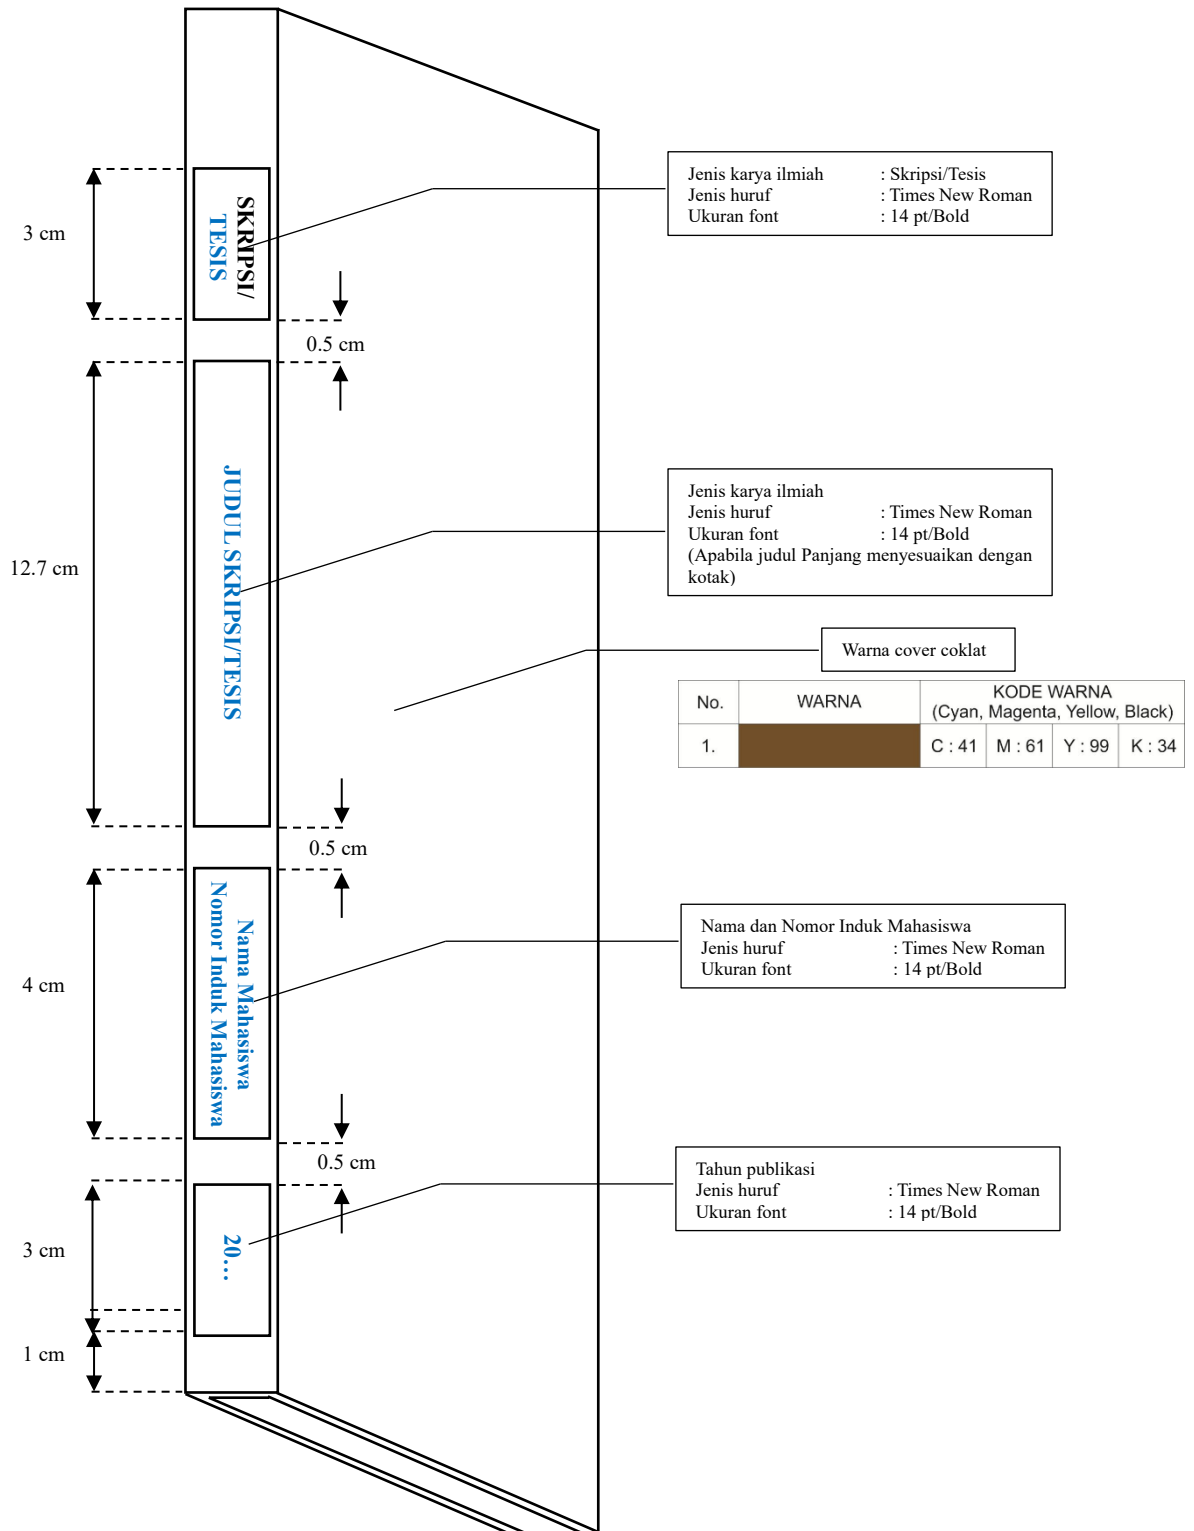 SKRIPSI/
TESIS
3 cm
0.5 cm
Jenis karya ilmiah : Skripsi/Tesis
Jenis huruf : Times New Roman
Ukuran font : 14 pt/Bold
JUDUL SKRIPSI/TESIS
12.7 cm
Jenis karya ilmiah
Jenis huruf : Times New Roman
Ukuran font : 14 pt/Bold
(Apabila judul Panjang menyesuaikan dengan
kotak)
Warna cover coklat
No. WARNA KODE WARNA
(Cyan, Magenta, Yellow, Black)
1. C : 41 M : 61 Y : 99 K : 34
0.5 cm
Nama Mahasiswa
Nomor Induk Mahasiswa
4 cm
Nama dan Nomor Induk Mahasiswa
Jenis huruf : Times New Roman
Ukuran font : 14 pt/Bold
0.5 cm
Tahun publikasi
Jenis huruf : Times New Roman
Ukuran font : 14 pt/Bold
20…
3 cm
1 cm